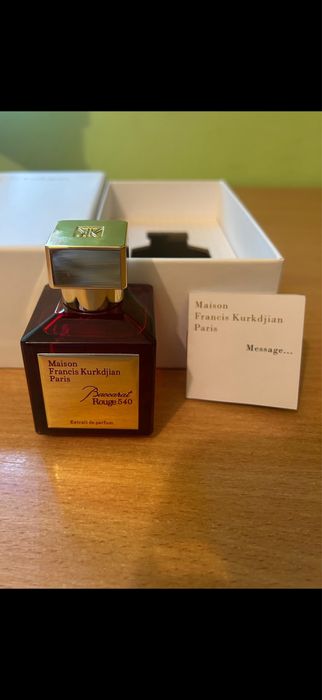 Maison
Francis Kurkdjian
Paris
Baccarat
Rouge 540
Extrait de parfum
Maison
Francis Kurkdjian
Paris
Message...